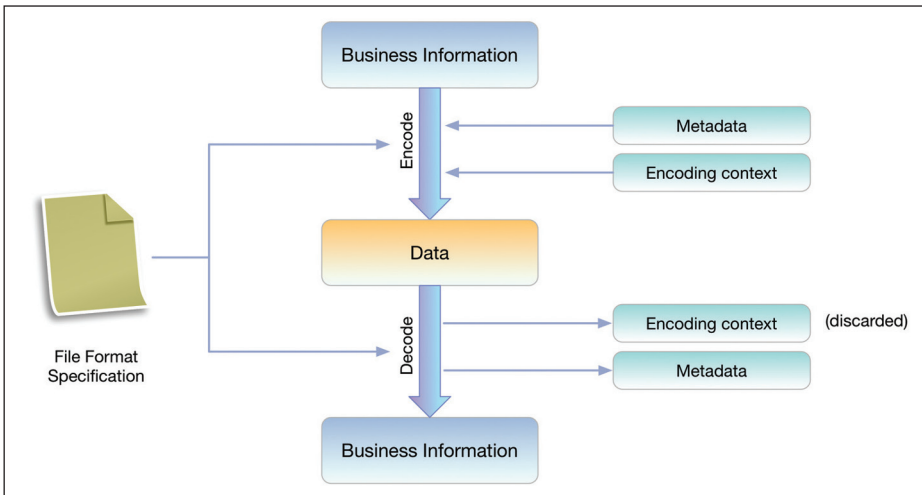 Business Information
Encode
Metadata
Encoding context
Data
File Format
Specification
Decode
Encoding context (discarded)
Metadata
Business Information